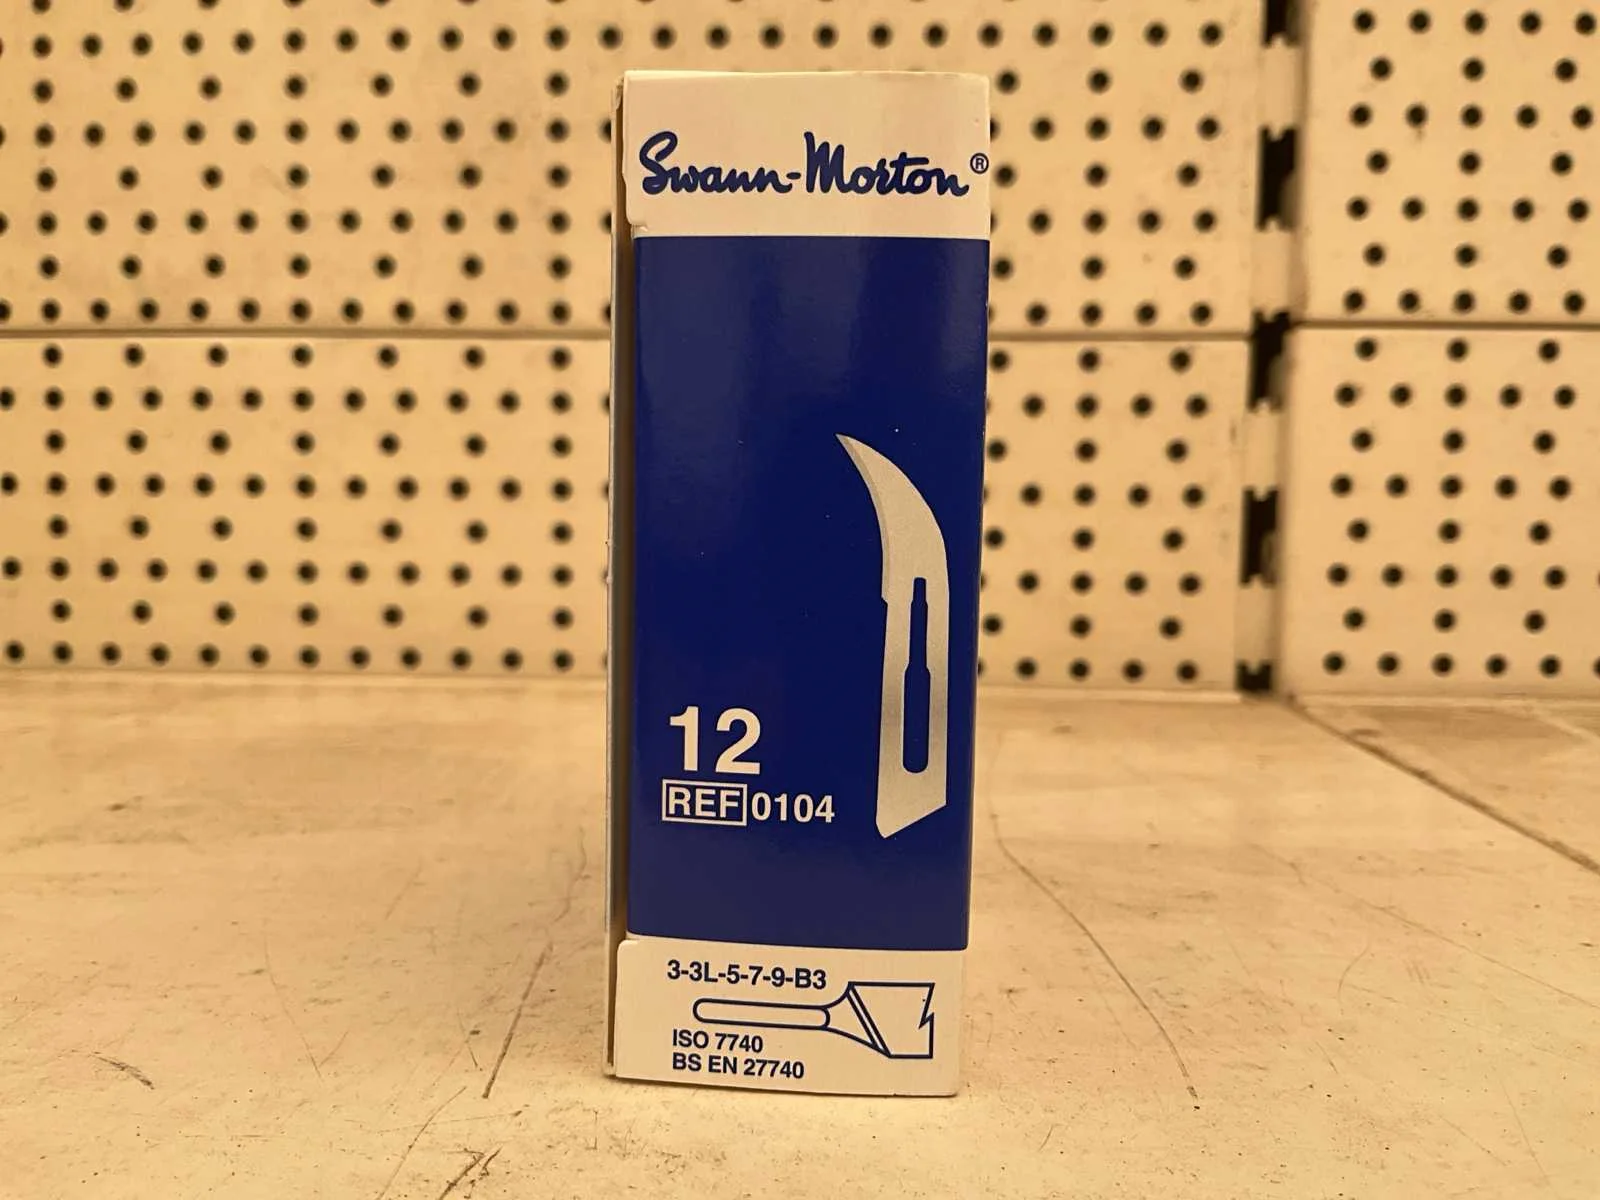 Swann-Morton®
12
REF 0104
3-3L-5-7-9-B3
ISO 7740
BS EN 27740